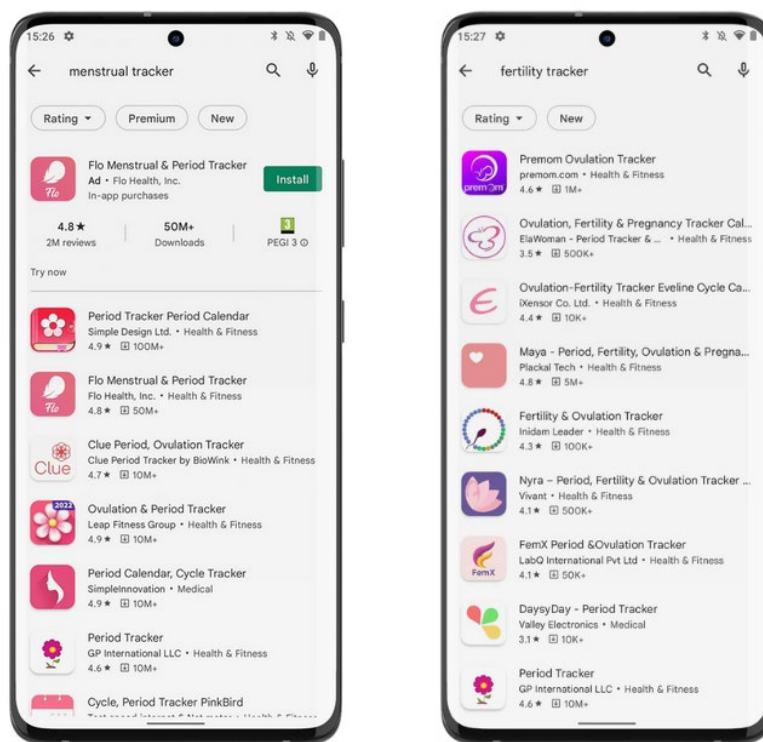 15:26
menstrual tracker
Rating
Premium
New
Flo
Flo Menstrual & Period Tracker
Ad • Flo Health, Inc.
In-app purchases
Install
4.8★
2M reviews
50M+
Downloads
3
PEGI 3
Try now
Period Tracker Period Calendar
Simple Design Ltd. • Health & Fitness
4.9★ 100M+
Flo
Flo Menstrual & Period Tracker
Flo Health, Inc. • Health & Fitness
4.8★ 50M+
Clue
Clue Period, Ovulation Tracker
Clue Period Tracker by BioWink • Health & Fitness
4.7★ 10M+
2022
Ovulation & Period Tracker
Leap Fitness Group • Health & Fitness
4.9★ 10M+
Period Calendar, Cycle Tracker
SimpleInnovation • Medical
4.9★ 10M+
Period Tracker
GP International LLC • Health & Fitness
4.6★ 10M+
Cycle, Period Tracker PinkBird
15:27
fertility tracker
Rating
New
premom
Premom Ovulation Tracker
premom.com • Health & Fitness
4.6★ 1M+
Ovulation, Fertility & Pregnancy Tracker Cal...
ElaWoman - Period Tracker & ... • Health & Fitness
3.5★ 500K+
Ovulation-Fertility Tracker Eveline Cycle Ca...
iXensor Co. Ltd. • Health & Fitness
4.4★ 10K+
Maya - Period, Fertility, Ovulation & Pregna...
Plackal Tech • Health & Fitness
4.8★ 5M+
Fertility & Ovulation Tracker
Inidam Leader • Health & Fitness
4.3★ 100K+
Nyra – Period, Fertility & Ovulation Tracker ...
Vivant • Health & Fitness
4.1★ 500K+
FemX
FemX Period &Ovulation Tracker
LabQ International Pvt Ltd • Health & Fitness
4.1★ 50K+
DaysyDay - Period Tracker
Valley Electronics • Medical
3.1★ 10K+
Period Tracker
GP International LLC • Health & Fitness
4.6★ 10M+